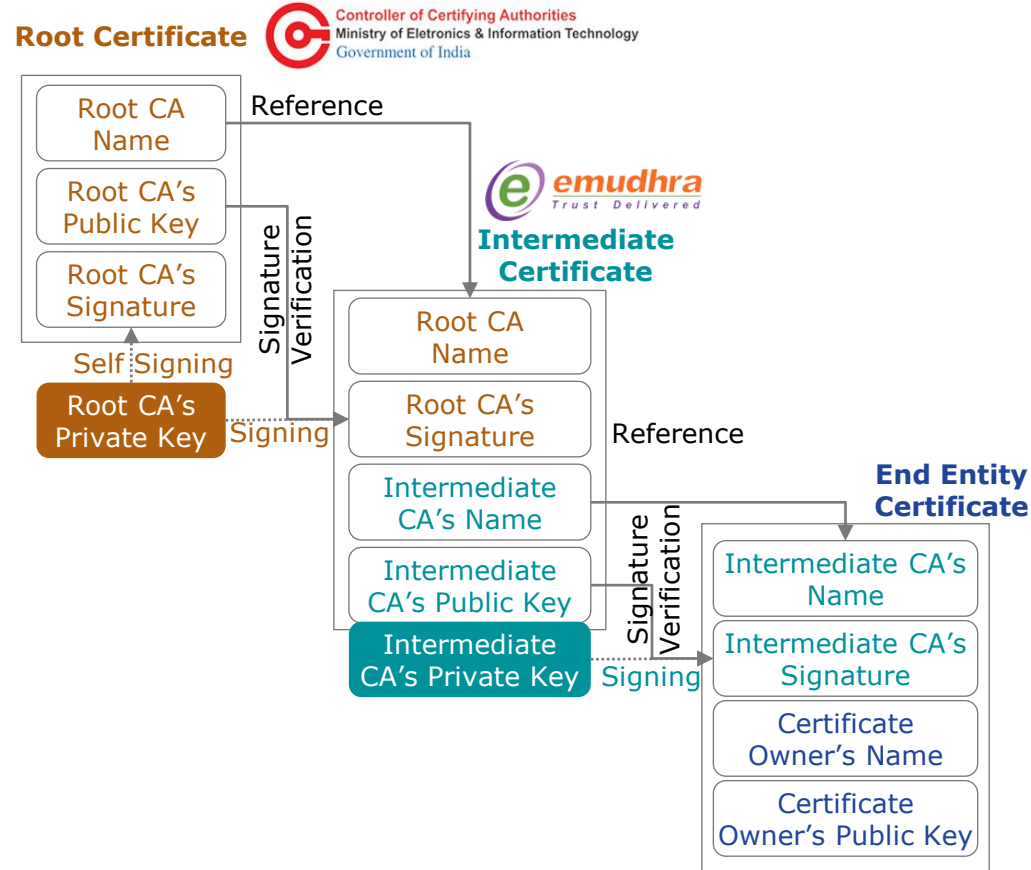 Root Certificate
Controller of Certifying Authorities
Ministry of Eletronics & Information Technology
Government of India
Root CA
Name
Root CA's
Public Key
Root CA's
Signature
Self Signing
Root CA's
Private Key
Reference
Signature
Verification
Signing
e emudhra
Trust Delivered
Intermediate
Certificate
Root CA
Name
Root CA's
Signature
Intermediate
CA's Name
Intermediate
CA's Public Key
Intermediate
CA's Private Key
Reference
Signature
Verification
Signing
End Entity
Certificate
Intermediate CA's
Name
Intermediate CA's
Signature
Certificate
Owner's Name
Certificate
Owner's Public Key